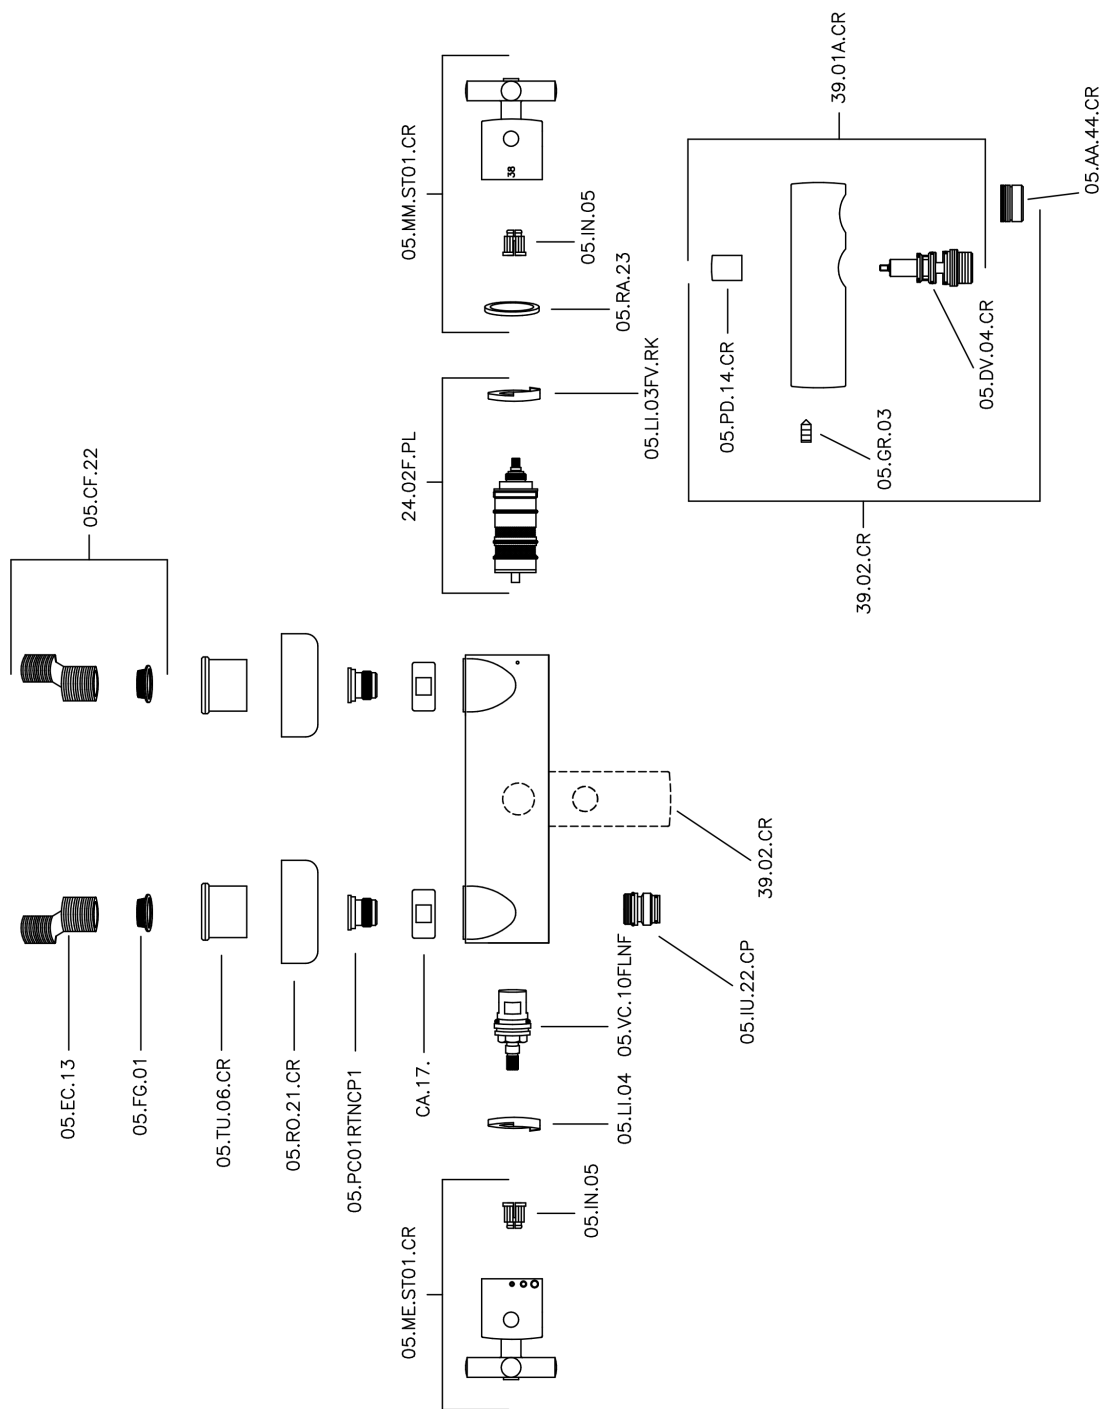 05.CF.22
05.EC.13
05.FG.01
05.TU.06.CR
05.RO.21.CR
05.PC01RTNCP1
CA.17.
05.MM.ST01.CR
38
05.IN.05
05.RA.23
24.02F.PL
05.LI.03FV.RK
05.ME.ST01.CR
05.IN.05
05.LI.04
05.VC.10FLNF
05.IU.22.CP
39.02.CR
39.01A.CR
05.AA.44.CR
05.PD.14.CR
05.DV.04.CR
05.GR.03
39.02.CR